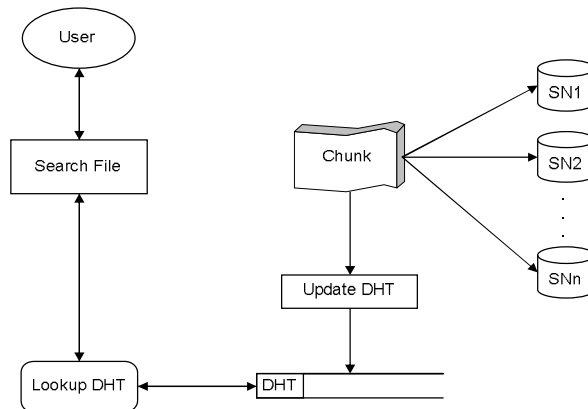 User
SN1
Search File
Chunk
SN2
.
.
.
SNn
Update DHT
Lookup DHT
DHT